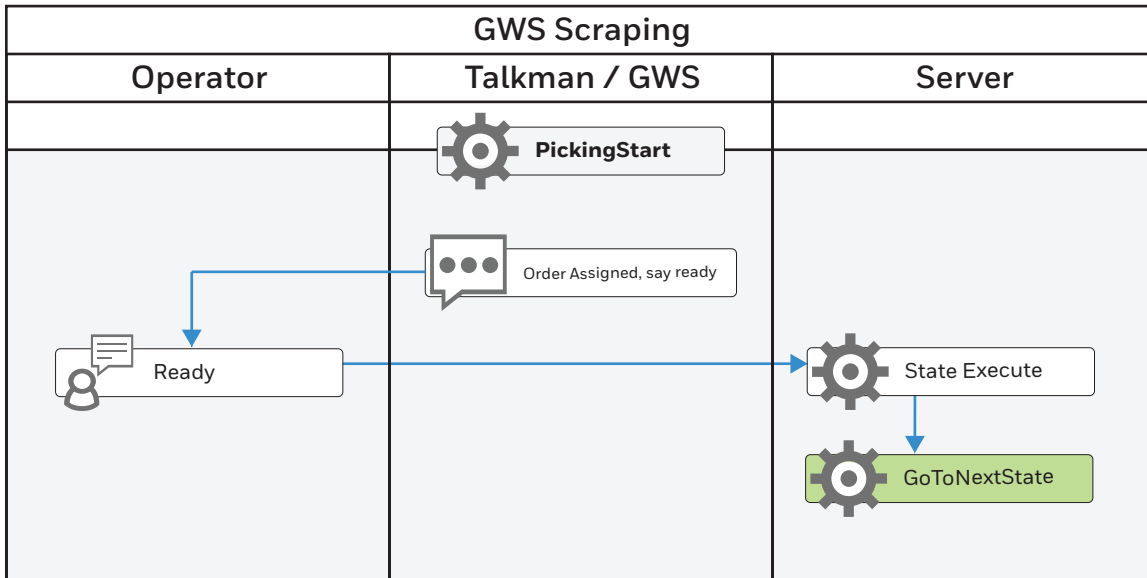 GWS Scraping
Operator
Talkman / GWS
Server
PickingStart
Order Assigned, say ready
Ready
State Execute
GoToNextState